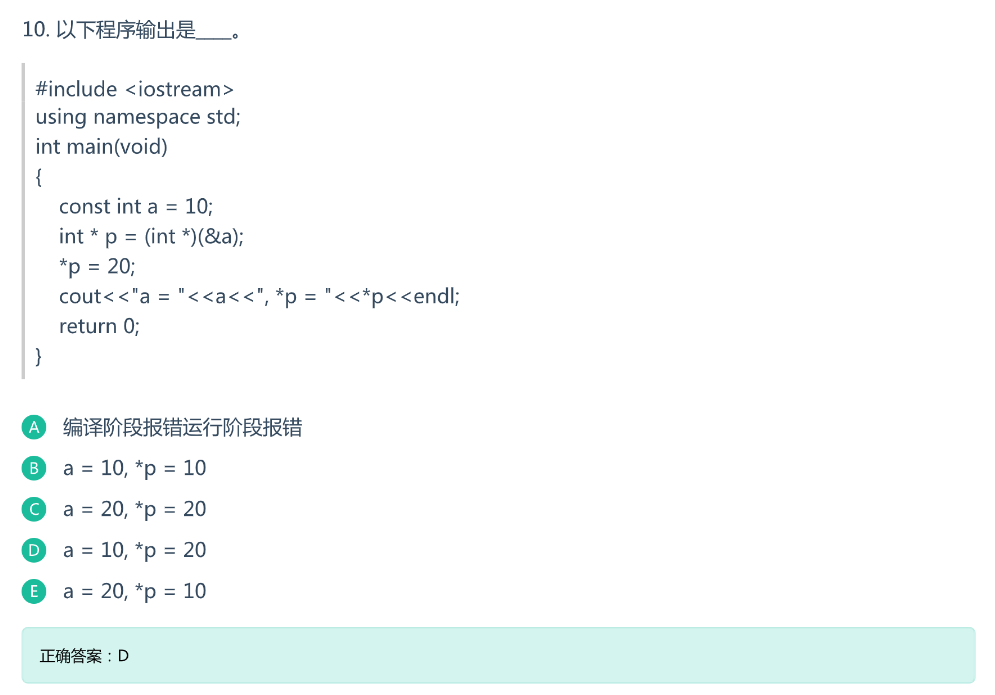 10. 以下程序输出是____。
#include <iostream>
using namespace std;
int main(void)
{
const int a = 10;
int * p = (int *)(&a);
*p = 20;
cout<<"a = "<<a<<", *p = "<<*p<<endl;
return 0;
}
A 编译阶段报错运行阶段报错
B a = 10, *p = 10
C a = 20, *p = 20
D a = 10, *p = 20
E a = 20, *p = 10
正确答案：D